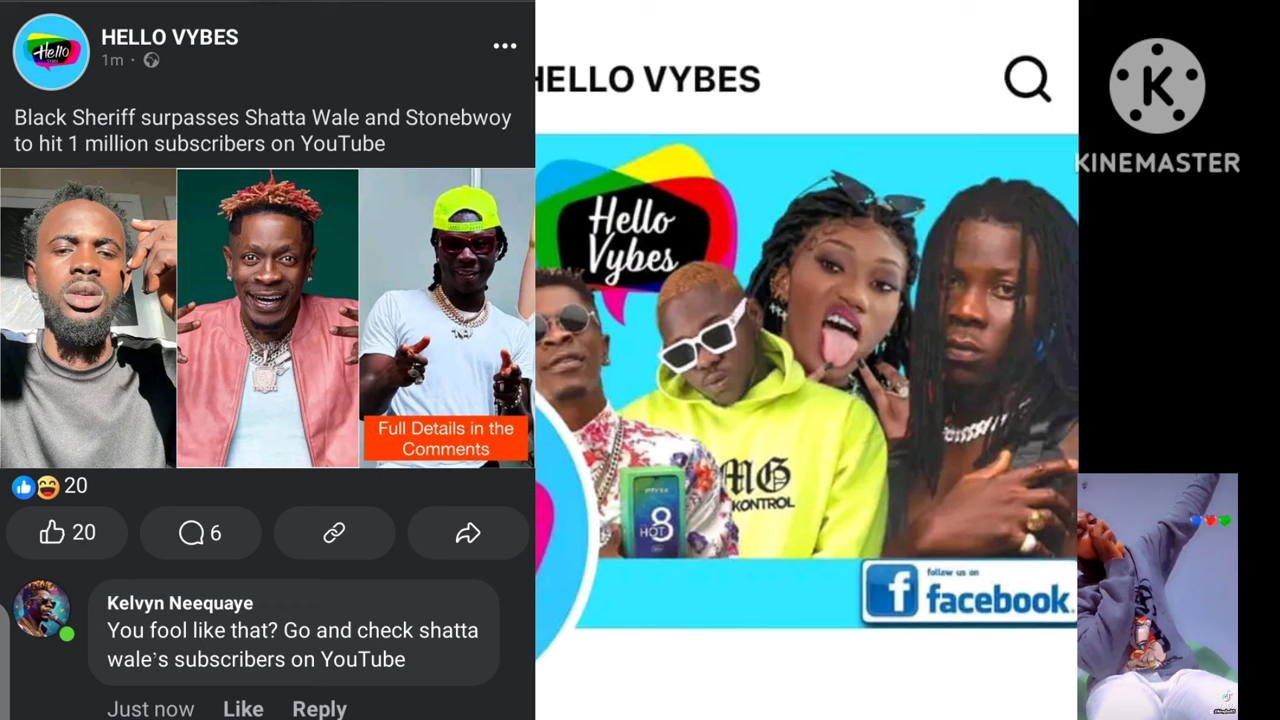 HELLO VYBES
1m ·
Black Sheriff surpasses Shatta Wale and Stonebwoy
to hit 1 million subscribers on YouTube
Hello
Full Details in the
Comments
20
20
6
Kelvyn Neequaye
You fool like that? Go and check shatta
wale`s subscribers on YouTube
Just now Like Reply
HELLO VYBES
Hello
Vybes
MG
KONTROL
HOT 8
follow us on
facebook.
K
KINEMASTER